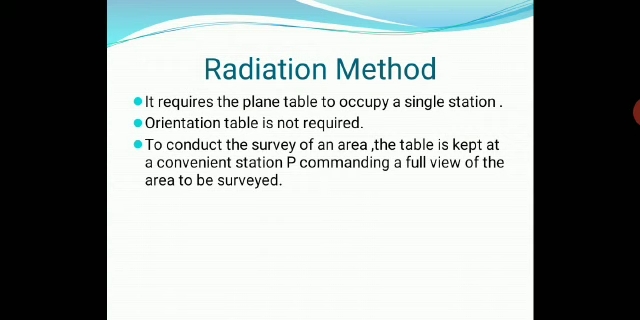 Radiation Method
It requires the plane table to occupy a single station .
Orientation table is not required.
To conduct the survey of an area ,the table is kept at
a convenient station P commanding a full view of the
area to be surveyed.